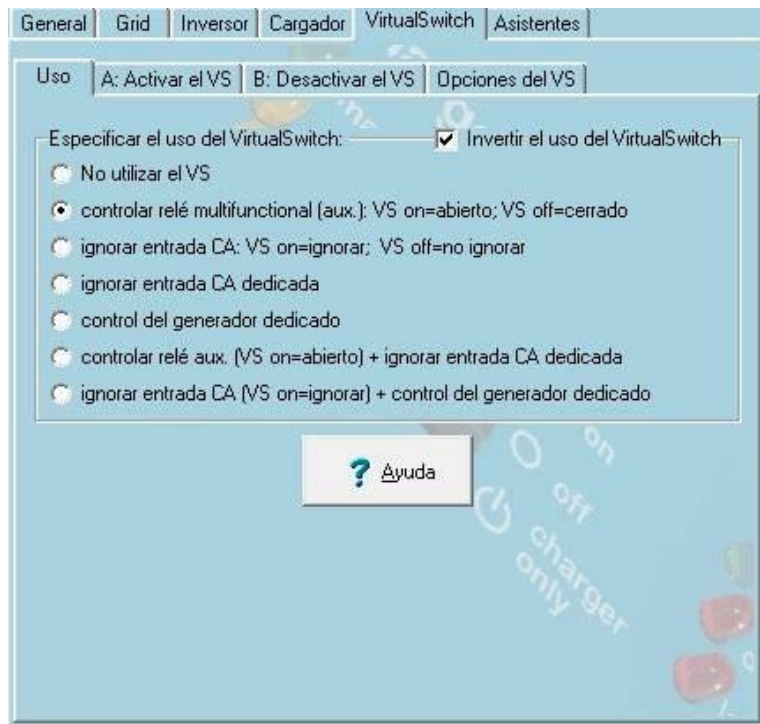 General Grid Inversor Cargador VirtualSwitch Asistentes
Uso A: Activar el VS B: Desactivar el VS Opciones del VS
Especificar el uso del VirtualSwitch: Invertir el uso del VirtualSwitch
No utilizar el VS
controlar relé multifunctional (aux.): VS on=abierto; VS off=cerrado
ignorar entrada CA: VS on=ignorar; VS off=no ignorar
ignorar entrada CA dedicada
control del generador dedicado
controlar relé aux. (VS on=abierto) + ignorar entrada CA dedicada
ignorar entrada CA (VS on=ignorar) + control del generador dedicado
? Ayuda
on
off
charger
only